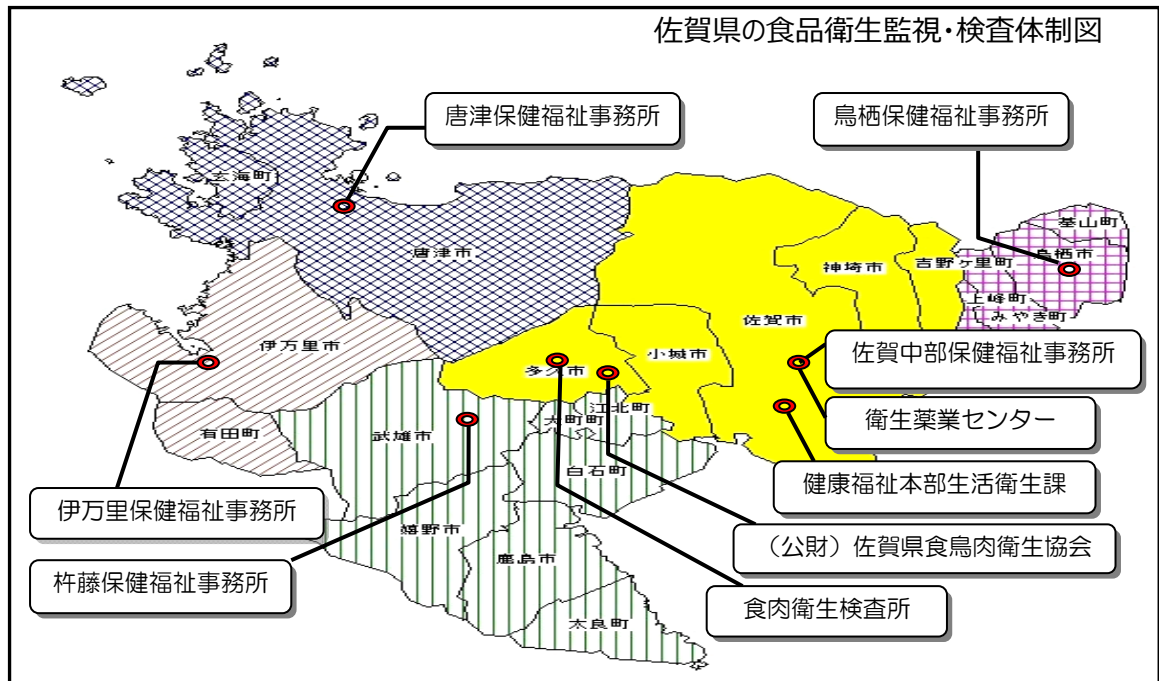 佐賀県の食品衛生監視・検査体制図
唐津保健福祉事務所
鳥栖保健福祉事務所
玄海町
基山町
鳥栖市
唐津市
神埼市
吉野ヶ里町
上峰町
みやき町
佐賀市
伊万里市
小城市
多久市
佐賀中部保健福祉事務所
江北町
大町町
有田町
武雄市
衛生薬業センター
白石町
健康福祉本部生活衛生課
伊万里保健福祉事務所
嬉野市
(公財)佐賀県食鳥肉衛生協会
鹿島市
杵藤保健福祉事務所
食肉衛生検査所
太良町